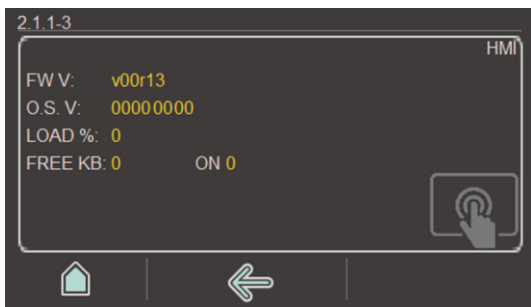 2.1.1-3
HMI
FW V: v00r13
O.S. V: 00000000
LOAD %: 0
FREE KB: 0 ON 0